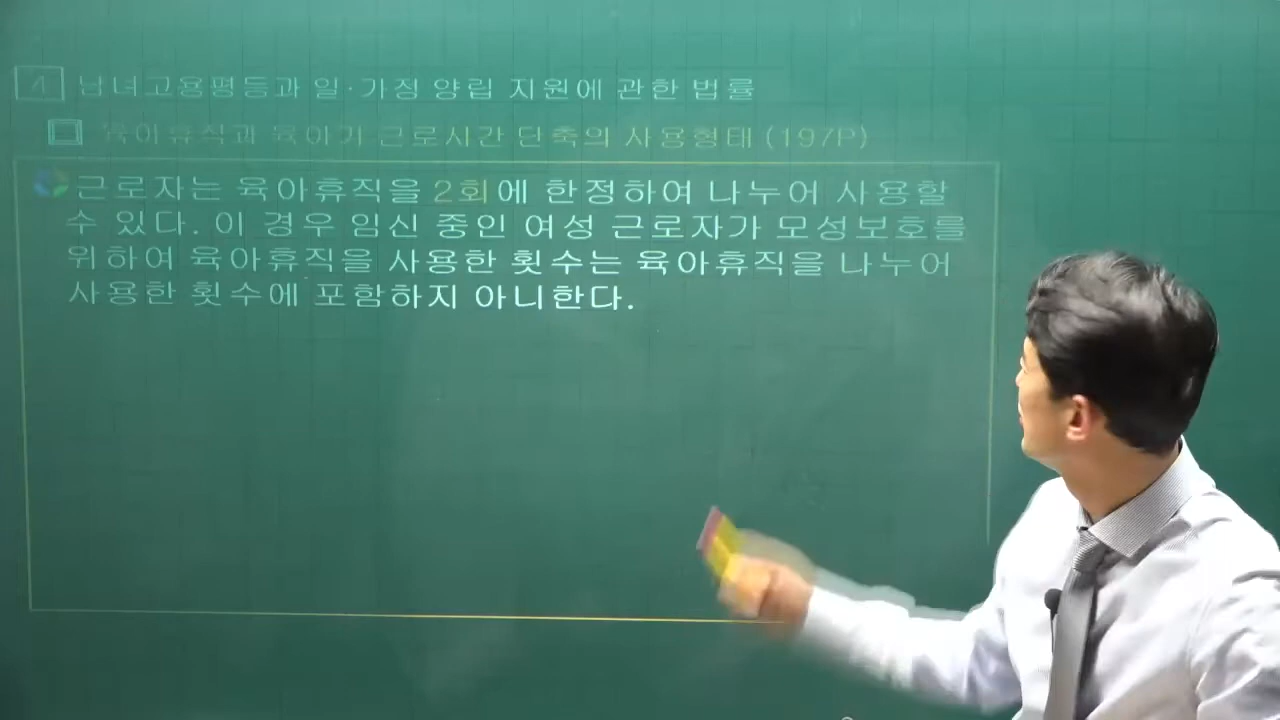 4 남녀고용평등과 일·가정 양립 지원에 관한 법률
육아휴직과 육아기 근로시간 단축의 사용형태 (197P)
근로자는 육아휴직을 2회에 한정하여 나누어 사용할
수 있다. 이 경우 임신 중인 여성 근로자가 모성보호를
위하여 육아휴직을 사용한 횟수는 육아휴직을 나누어
사용한 횟수에 포함하지 아니한다.